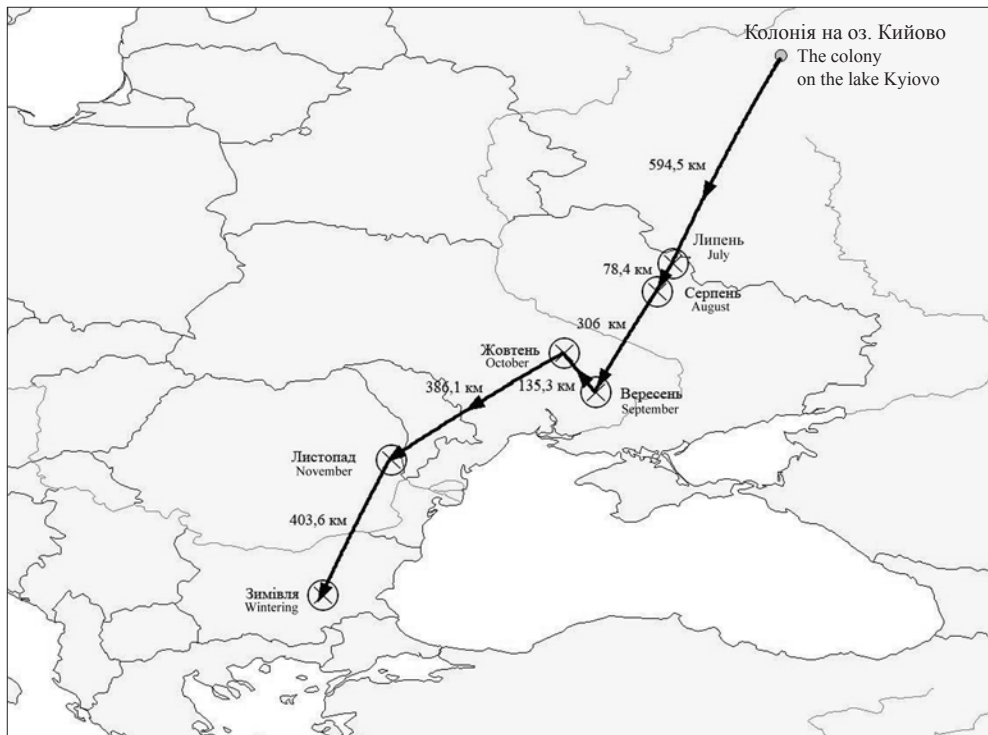 Колонія на оз. Кийово
The colony
on the lake Kyiovo
594,5 км
Липень
July
78,4 км
Серпень
August
306 км
Жовтень
October
135,3 км
386,1 км
Вересень
September
Листопад
November
403,6 км
Зимівля
Wintering